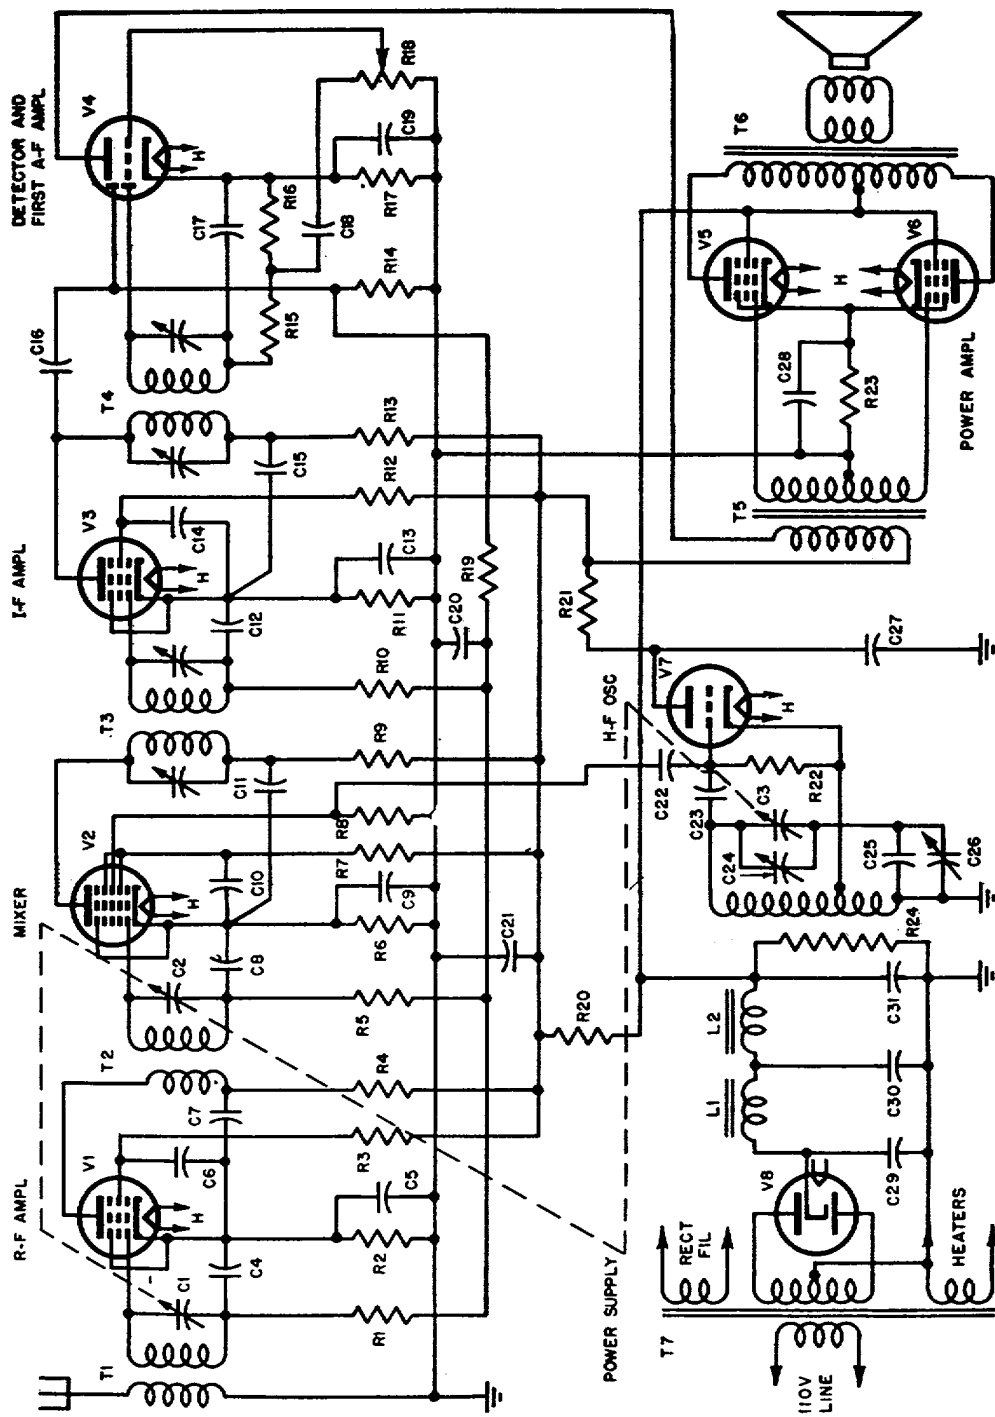 R-F AMPL
MIXER
I-F AMPL
DETECTOR AND
FIRST A-F AMPL
V1
V2
V3
V4
C16
T1
C1
H
C6
T2
C2
H
T3
H
C14
T4
H
C4
C7
C8
C10
C11
C12
C15
C17
R15
R16
C18
R1
R2
C5
R3
R4
R5
R6
C9
R7
R8
R9
R10
R11
C13
R12
R13
R14
R17
C19
R18
C21
C20
R19
R20
R21
POWER SUPPLY
H-F OSC
V7
H
C22
C23
C3
C24
R22
C25
C26
C27
T7
110V
LINE
RECT
FIL
HEATERS
V8
L1
L2
C29
C30
C31
R24
T5
C28
R23
V5
H
V6
T6
POWER AMPL